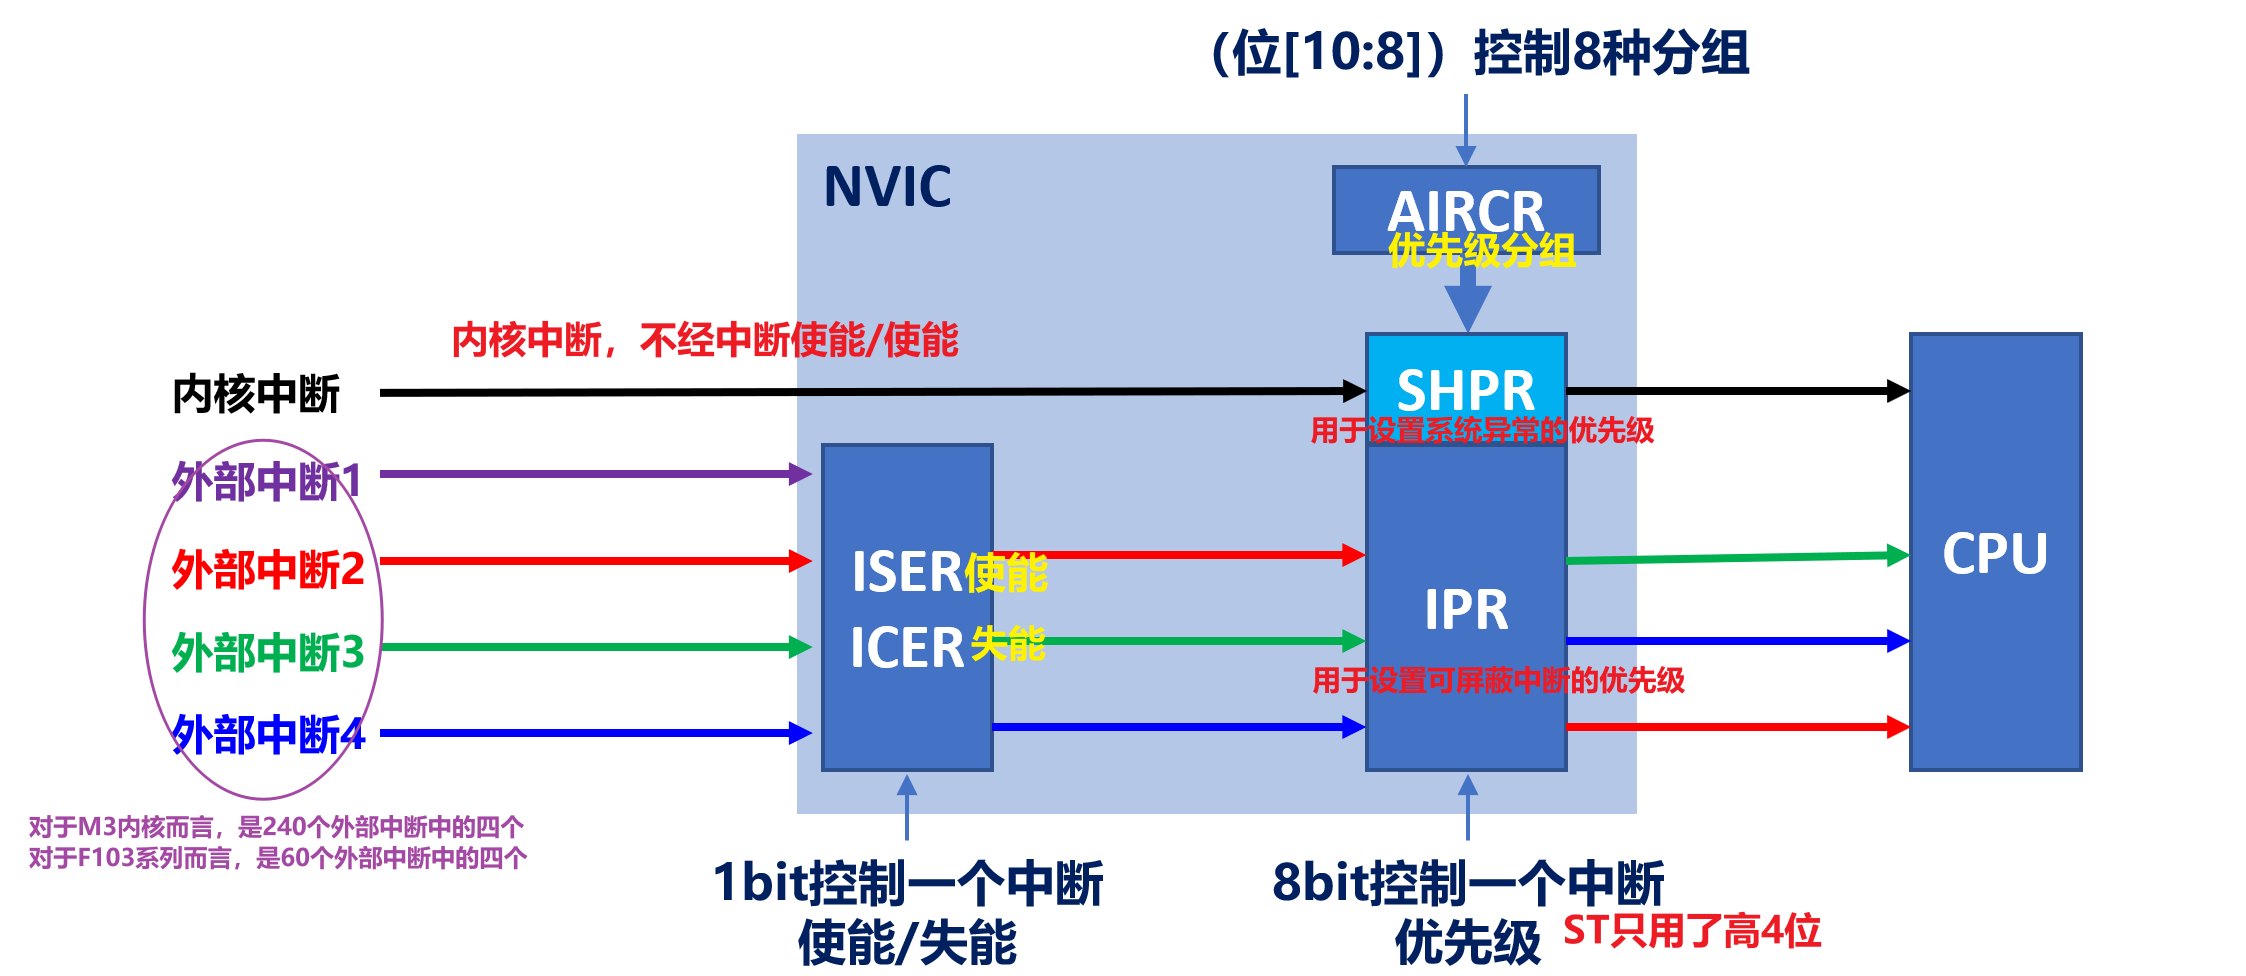 （位[10:8]）控制8种分组
NVIC
AIRCR
优先级分组
内核中断，不经中断使能/使能
内核中断
SHPR
用于设置系统异常的优先级
外部中断1
外部中断2
ISER使能
CPU
IPR
外部中断3
ICER失能
用于设置可屏蔽中断的优先级
外部中断4
对于M3内核而言，是240个外部中断中的四个
对于F103系列而言，是60个外部中断中的四个
1bit控制一个中断
使能/失能
8bit控制一个中断
优先级
ST只用了高4位